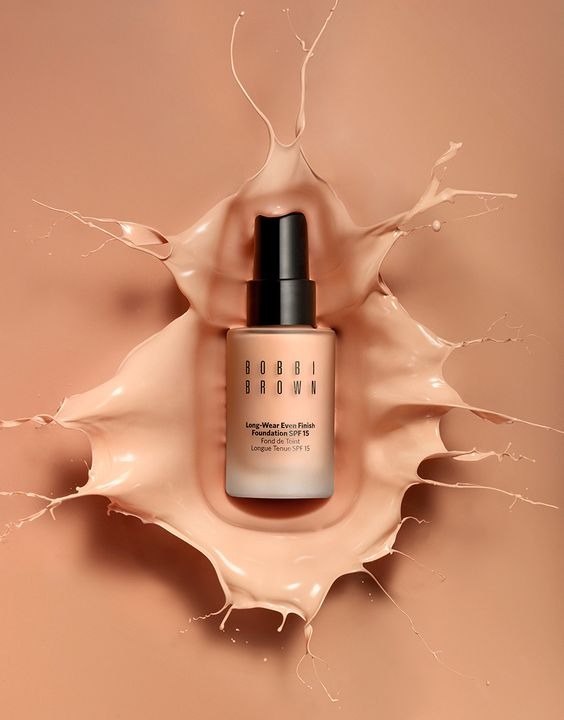 BOBBI
BROWN
Long-Wear Even Finish
Foundation SPF 15
Fond de Teint
Longue Tenue SPF 15